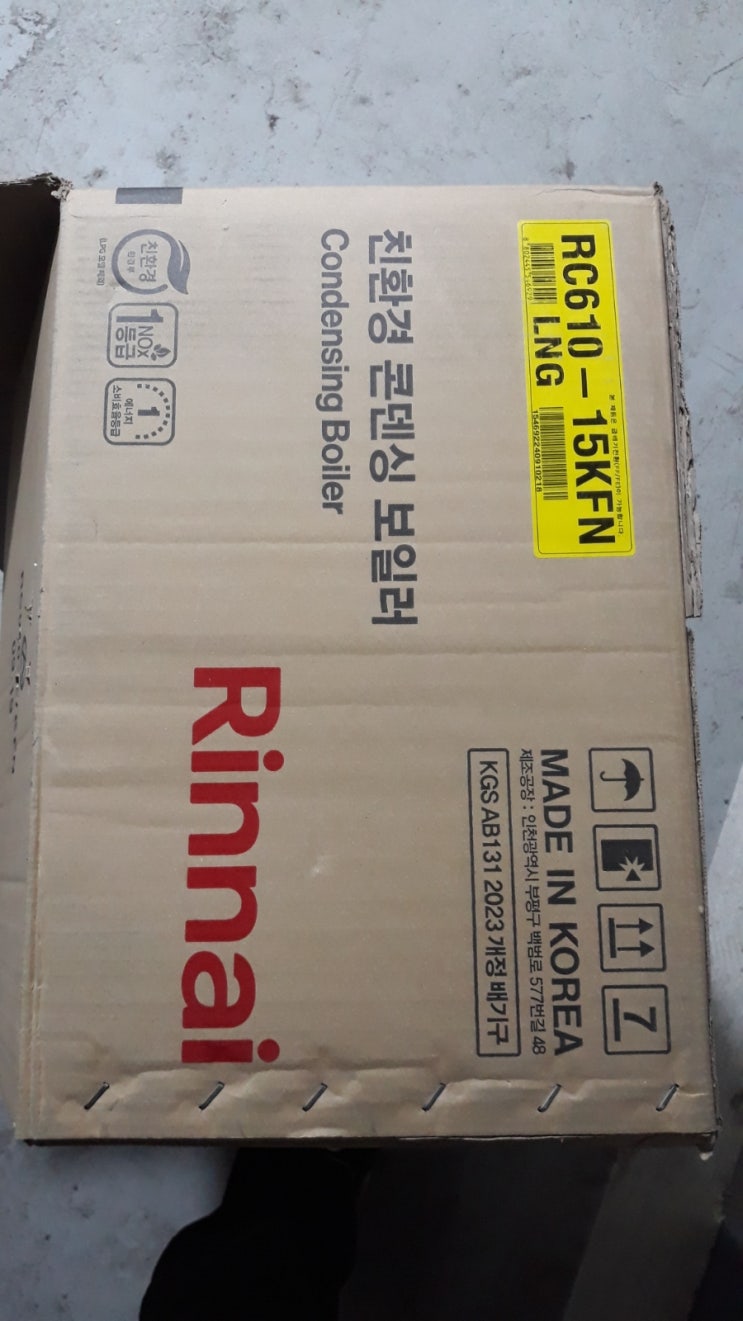 RC610-15KFN
LNG
154692240910218
친환경 콘덴싱 보일러
Condensing Boiler
친환경
NOx
1등급
1
에너지
소비효율등급
Rinnai
7
MADE IN KOREA
제조공장 : 인천광역시 부평구 백범로 577번길 48
KGS AB131 2023 개정 배기구